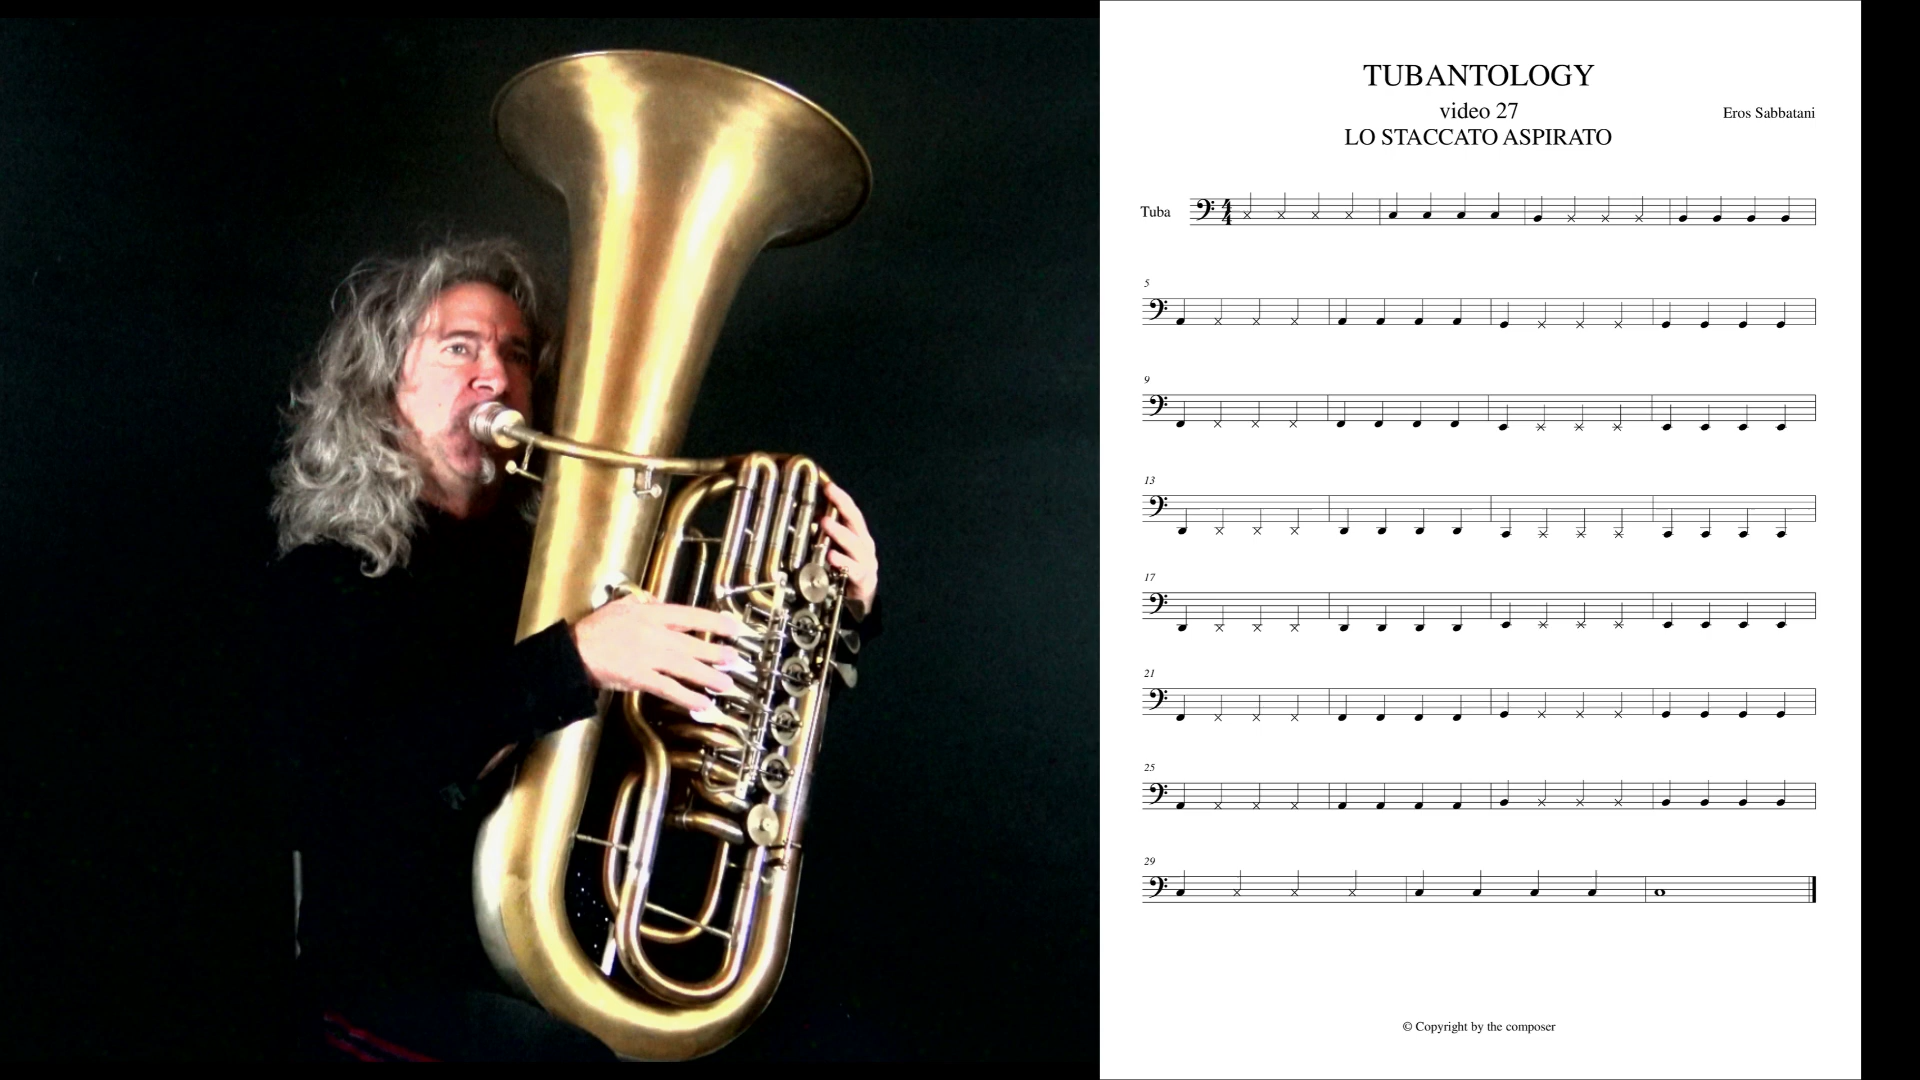 TUBANTOLOGY
video 27
Eros Sabbatani
LO STACCATO ASPIRATO
Tuba
5
9
13
17
21
25
29
© Copyright by the composer